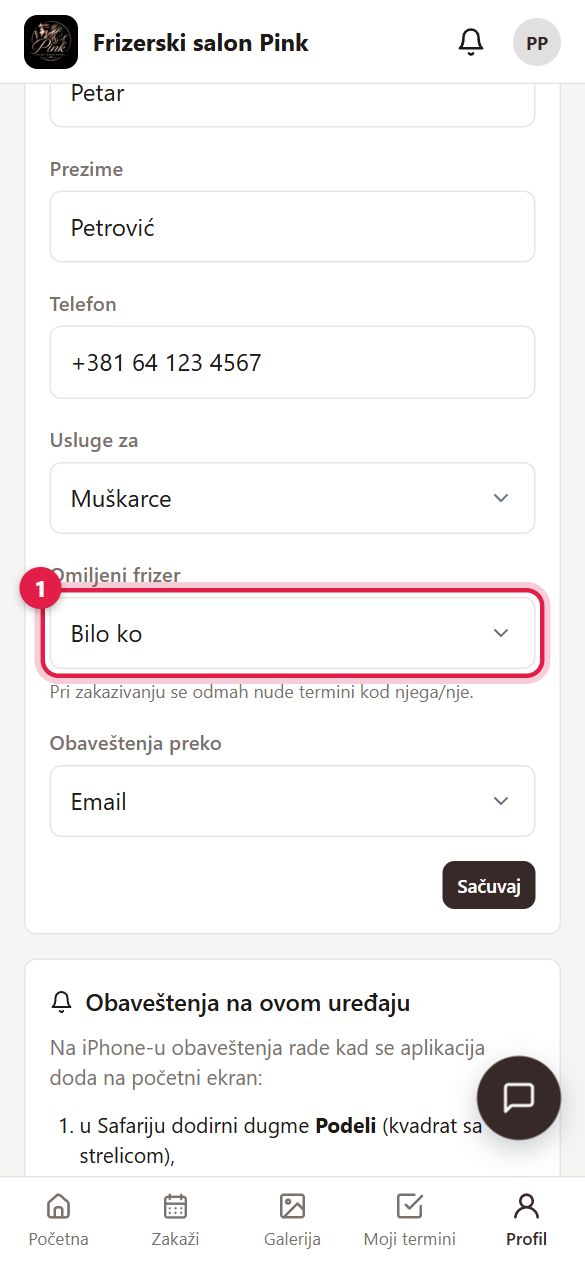 Pink
Frizerski salon Pink
PP
Petar
Prezime
Petrović
Telefon
+381 64 123 4567
Usluge za
Muškarce
Omiljeni frizer
1
Bilo ko
Pri zakazivanju se odmah nude termini kod njega/nje.
Obaveštenja preko
Email
Sačuvaj
Obaveštenja na ovom uređaju
Na iPhone-u obaveštenja rade kad se aplikacija
doda na početni ekran:
1. u Safariju dodirni dugme Podeli (kvadrat sa
strelicom),
Početna
Zakaži
Galerija
Moji termini
Profil